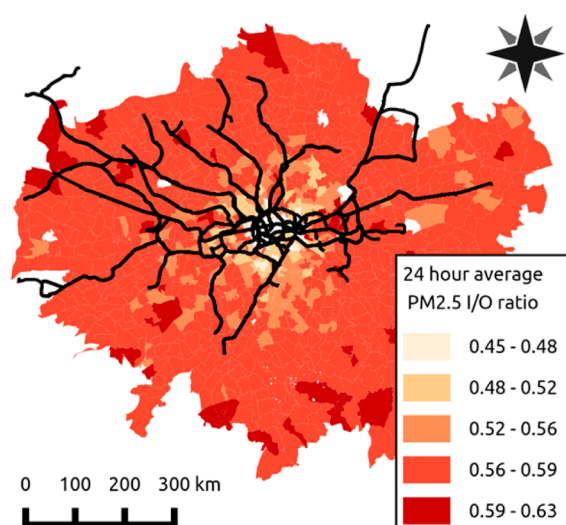 24 hour average
PM2.5 I/O ratio
0.45 - 0.48
0.48 - 0.52
0.52 - 0.56
0.56 - 0.59
0.59 - 0.63
0 100 200 300 km